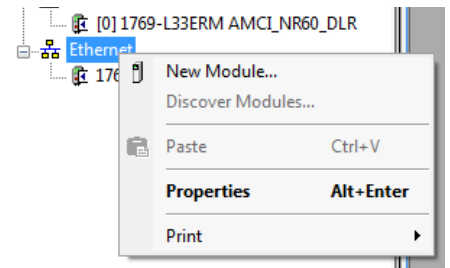 [0] 1769-L33ERM AMCI_NR60_DLR
Ethernet
176
New Module...
Discover Modules...
Paste Ctrl+V
Properties Alt+Enter
Print